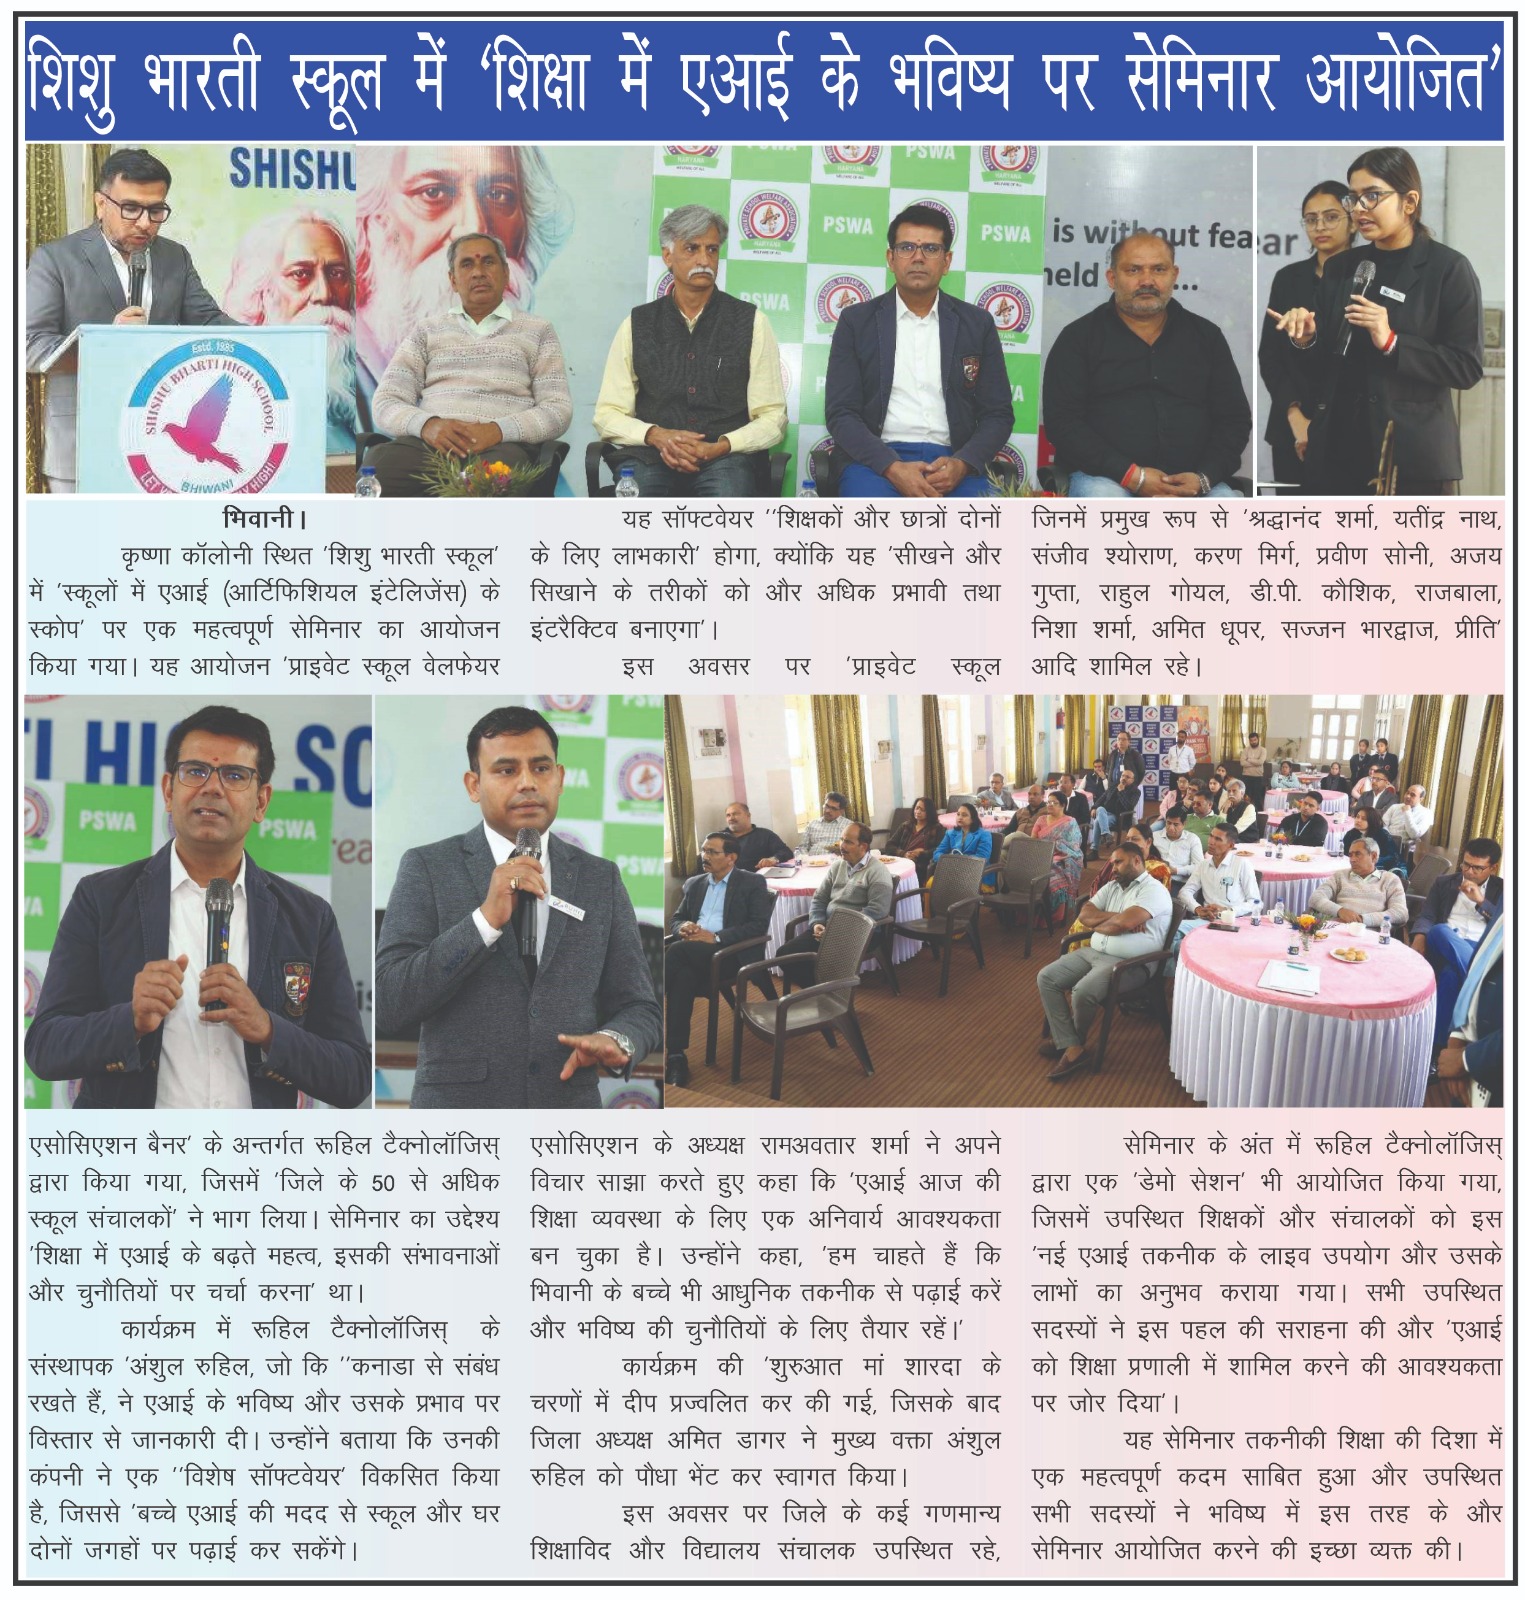 शिशु भारती स्कूल में ‘शिक्षा में एआई के भविष्य पर सेमिनार आयोजित’
SHISHU
Estd. 1985
SHISHU BHARTI HIGH SCHOOL
BHIWANI
HARYANA
PSWA
PSWA
PSWA
PSWA
is without fear
held
भिवानी।
कृष्णा कॉलोनी स्थित 'शिशु भारती स्कूल'
में 'स्कूलों में एआई (आर्टिफिशियल इंटेलिजेंस) के
स्कोप' पर एक महत्वपूर्ण सेमिनार का आयोजन
किया गया। यह आयोजन 'प्राइवेट स्कूल वेलफेयर
एसोसिएशन बैनर' के अन्तर्गत रूहिल टैक्नोलॉजिस्
द्वारा किया गया, जिसमें 'जिले के 50 से अधिक
स्कूल संचालकों' ने भाग लिया। सेमिनार का उद्देश्य
'शिक्षा में एआई के बढ़ते महत्व, इसकी संभावनाओं
और चुनौतियों पर चर्चा करना' था।
कार्यक्रम में रूहिल टैक्नोलॉजिस् के
संस्थापक 'अंशुल रुहिल, जो कि ''कनाडा से संबंध
रखते हैं, ने एआई के भविष्य और उसके प्रभाव पर
विस्तार से जानकारी दी। उन्होंने बताया कि उनकी
कंपनी ने एक ''विशेष सॉफ्टवेयर' विकसित किया
है, जिससे 'बच्चे एआई की मदद से स्कूल और घर
दोनों जगहों पर पढ़ाई कर सकेंगे।
यह सॉफ्टवेयर ''शिक्षकों और छात्रों दोनों
के लिए लाभकारी' होगा, क्योंकि यह 'सीखने और
सिखाने के तरीकों को और अधिक प्रभावी तथा
इंटरैक्टिव बनाएगा'।
इस अवसर पर 'प्राइवेट स्कूल
एसोसिएशन के अध्यक्ष रामअवतार शर्मा ने अपने
विचार साझा करते हुए कहा कि 'एआई आज की
शिक्षा व्यवस्था के लिए एक अनिवार्य आवश्यकता
बन चुका है। उन्होंने कहा, 'हम चाहते हैं कि
भिवानी के बच्चे भी आधुनिक तकनीक से पढ़ाई करें
और भविष्य की चुनौतियों के लिए तैयार रहें।'
कार्यक्रम की 'शुरुआत मां शारदा के
चरणों में दीप प्रज्वलित कर की गई, जिसके बाद
जिला अध्यक्ष अमित डागर ने मुख्य वक्ता अंशुल
रुहिल को पौधा भेंट कर स्वागत किया।
इस अवसर पर जिले के कई गणमान्य
शिक्षाविद और विद्यालय संचालक उपस्थित रहे,
जिनमें प्रमुख रूप से 'श्रद्धानंद शर्मा, यतींद्र नाथ,
संजीव श्योराण, करण मिर्ग, प्रवीण सोनी, अजय
गुप्ता, राहुल गोयल, डी.पी. कौशिक, राजबाला,
निशा शर्मा, अमित धूपर, सज्जन भारद्वाज, प्रीति'
आदि शामिल रहे।
सेमिनार के अंत में रूहिल टैक्नोलॉजिस्
द्वारा एक 'डेमो सेशन' भी आयोजित किया गया,
जिसमें उपस्थित शिक्षकों और संचालकों को इस
'नई एआई तकनीक के लाइव उपयोग और उसके
लाभों का अनुभव कराया गया। सभी उपस्थित
सदस्यों ने इस पहल की सराहना की और 'एआई
को शिक्षा प्रणाली में शामिल करने की आवश्यकता
पर जोर दिया'।
यह सेमिनार तकनीकी शिक्षा की दिशा में
एक महत्वपूर्ण कदम साबित हुआ और उपस्थित
सभी सदस्यों ने भविष्य में इस तरह के और
सेमिनार आयोजित करने की इच्छा व्यक्त की।
PSWA
PSWA
PSWA